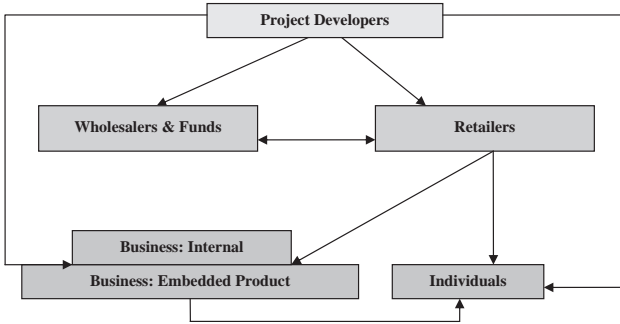 Project Developers
Wholesalers & Funds
Retailers
Business: Internal
Business: Embedded Product
Individuals